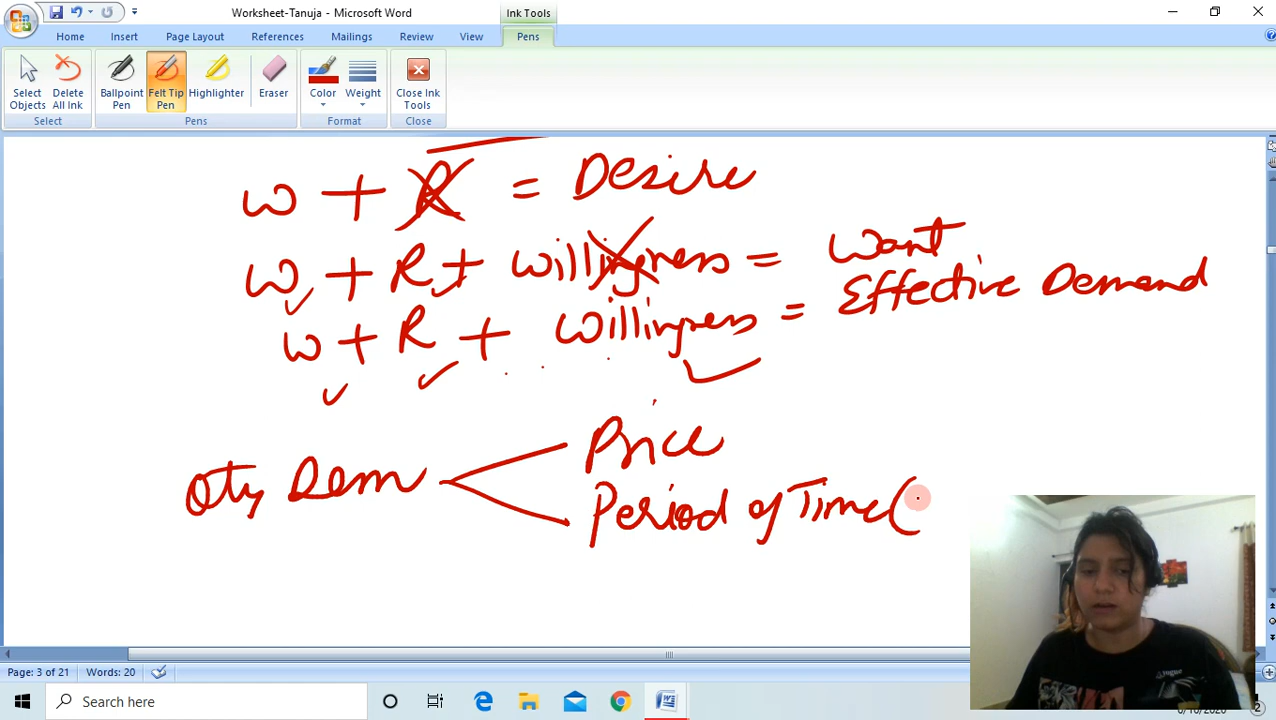 Worksheet-Tanuja - Microsoft Word
Ink Tools
Home Insert Page Layout References Mailings Review View Pens
Select Objects
Delete All Ink
Ballpoint Pen
Felt Tip Pen
Highlighter
Eraser
Color
Weight
Close Ink Tools
Select Pens Format Close
w + R = Desire
w + R + willingness = want
w + R + willingness = Effective Demand
Qty Dem
Price
Period of Time(
Page: 3 of 21 Words: 20
Search here